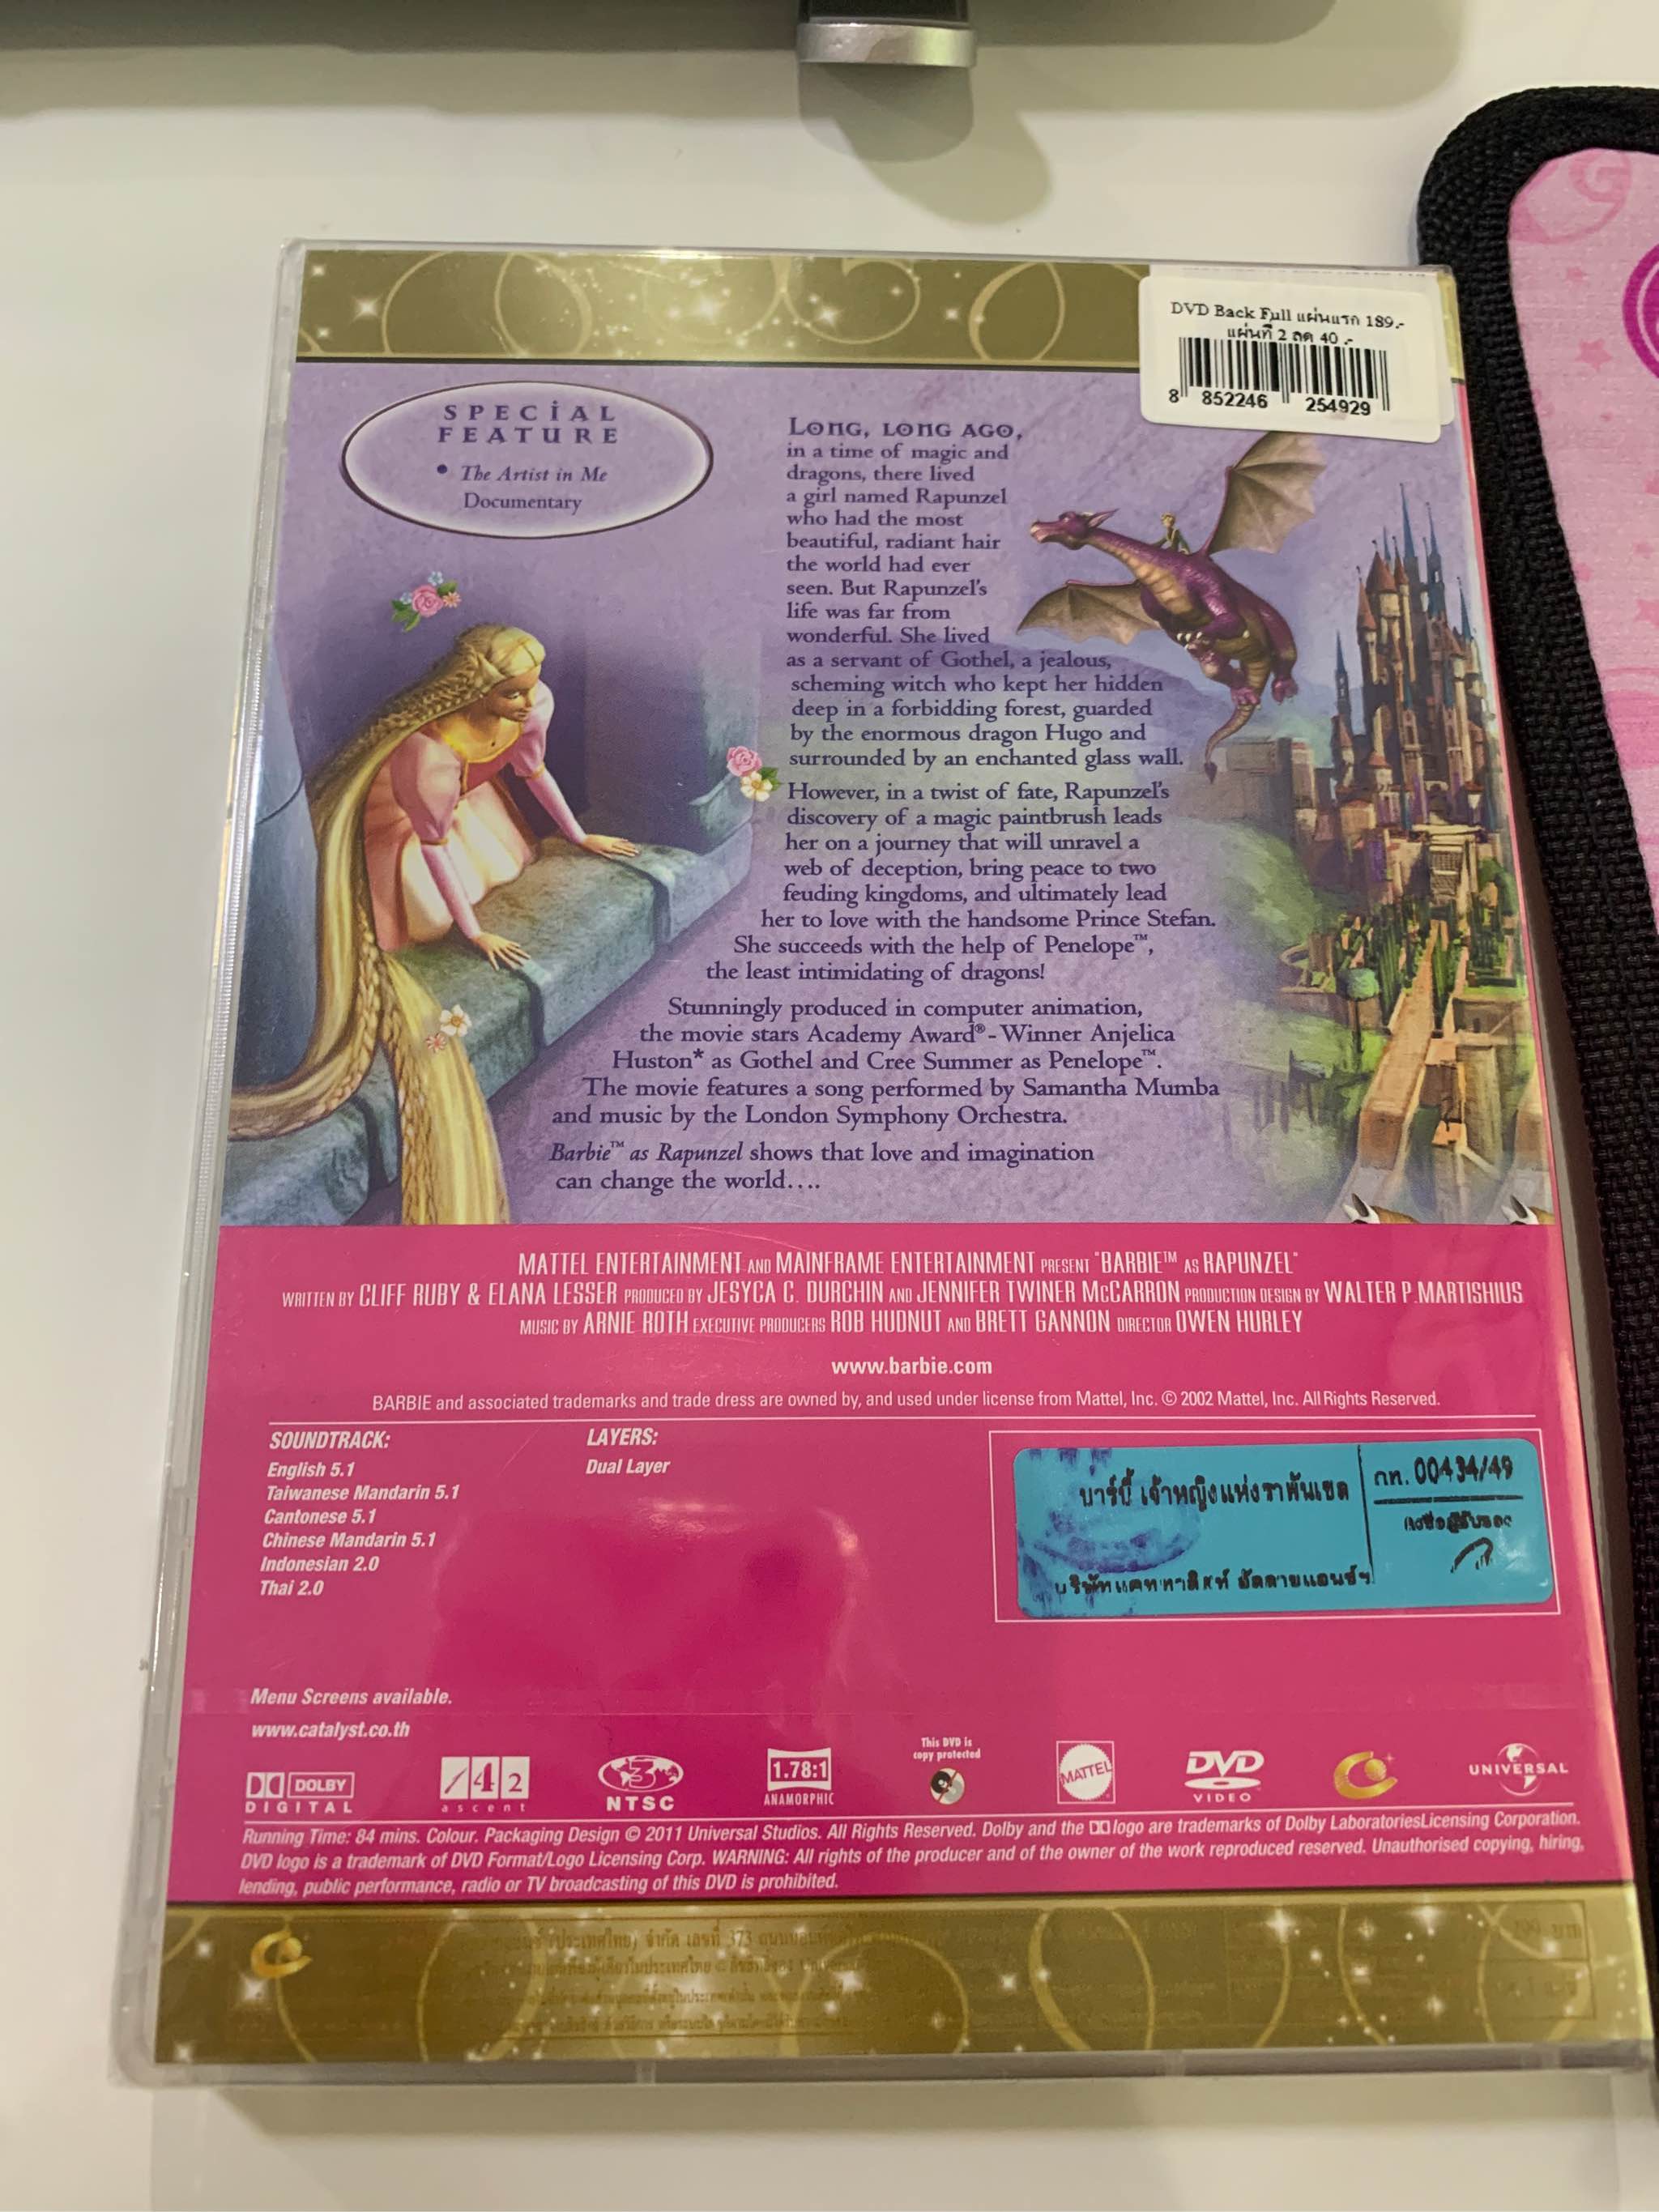 DVD Back Full แผ่นแรก 189.-
แผ่นที่ 2 ลด 40.-
8 852246 254929
SPECIAL
FEATURE
• The Artist in Me
Documentary
LONG, LONG AGO,
in a time of magic and
dragons, there lived
a girl named Rapunzel
who had the most
beautiful, radiant hair
the world had ever
seen. But Rapunzel's
life was far from
wonderful. She lived
as a servant of Gothel, a jealous,
scheming witch who kept her hidden
deep in a forbidding forest, guarded
by the enormous dragon Hugo and
surrounded by an enchanted glass wall.
However, in a twist of fate, Rapunzel's
discovery of a magic paintbrush leads
her on a journey that will unravel a
web of deception, bring peace to two
feuding kingdoms, and ultimately lead
her to love with the handsome Prince Stefan.
She succeeds with the help of Penelope™,
the least intimidating of dragons!
Stunningly produced in computer animation,
the movie stars Academy Award®-Winner Anjelica
Huston* as Gothel and Cree Summer as Penelope™.
The movie features a song performed by Samantha Mumba
and music by the London Symphony Orchestra.
Barbie™ as Rapunzel shows that love and imagination
can change the world....
MATTEL ENTERTAINMENT AND MAINFRAME ENTERTAINMENT PRESENT "BARBIE™ AS RAPUNZEL"
WRITTEN BY CLIFF RUBY & ELANA LESSER PRODUCED BY JESYCA C. DURCHIN AND JENNIFER TWINER McCARRON PRODUCTION DESIGN BY WALTER P.MARTISHIUS
MUSIC BY ARNIE ROTH EXECUTIVE PRODUCERS ROB HUDNUT AND BRETT GANNON DIRECTOR OWEN HURLEY
www.barbie.com
BARBIE and associated trademarks and trade dress are owned by, and used under license from Mattel, Inc. © 2002 Mattel, Inc. All Rights Reserved.
SOUNDTRACK:
English 5.1
Taiwanese Mandarin 5.1
Cantonese 5.1
Chinese Mandarin 5.1
Indonesian 2.0
Thai 2.0
LAYERS:
Dual Layer
บาร์บี้ เจ้าหญิงแห่งราพันเซล
กท. 00434/49
Menu Screens available.
www.catalyst.co.th
DOLBY
DIGITAL
142
ascent
3
NTSC
1.78:1
ANAMORPHIC
This DVD is
copy protected
MATTEL
DVD
VIDEO
UNIVERSAL
Running Time: 84 mins. Colour. Packaging Design © 2011 Universal Studios. All Rights Reserved. Dolby and the logo are trademarks of Dolby LaboratoriesLicensing Corporation.
DVD logo is a trademark of DVD Format/Logo Licensing Corp. WARNING: All rights of the producer and of the owner of the work reproduced reserved. Unauthorised copying, hiring,
lending, public performance, radio or TV broadcasting of this DVD is prohibited.
(ประเทศไทย) จำกัด เลขที่ 373